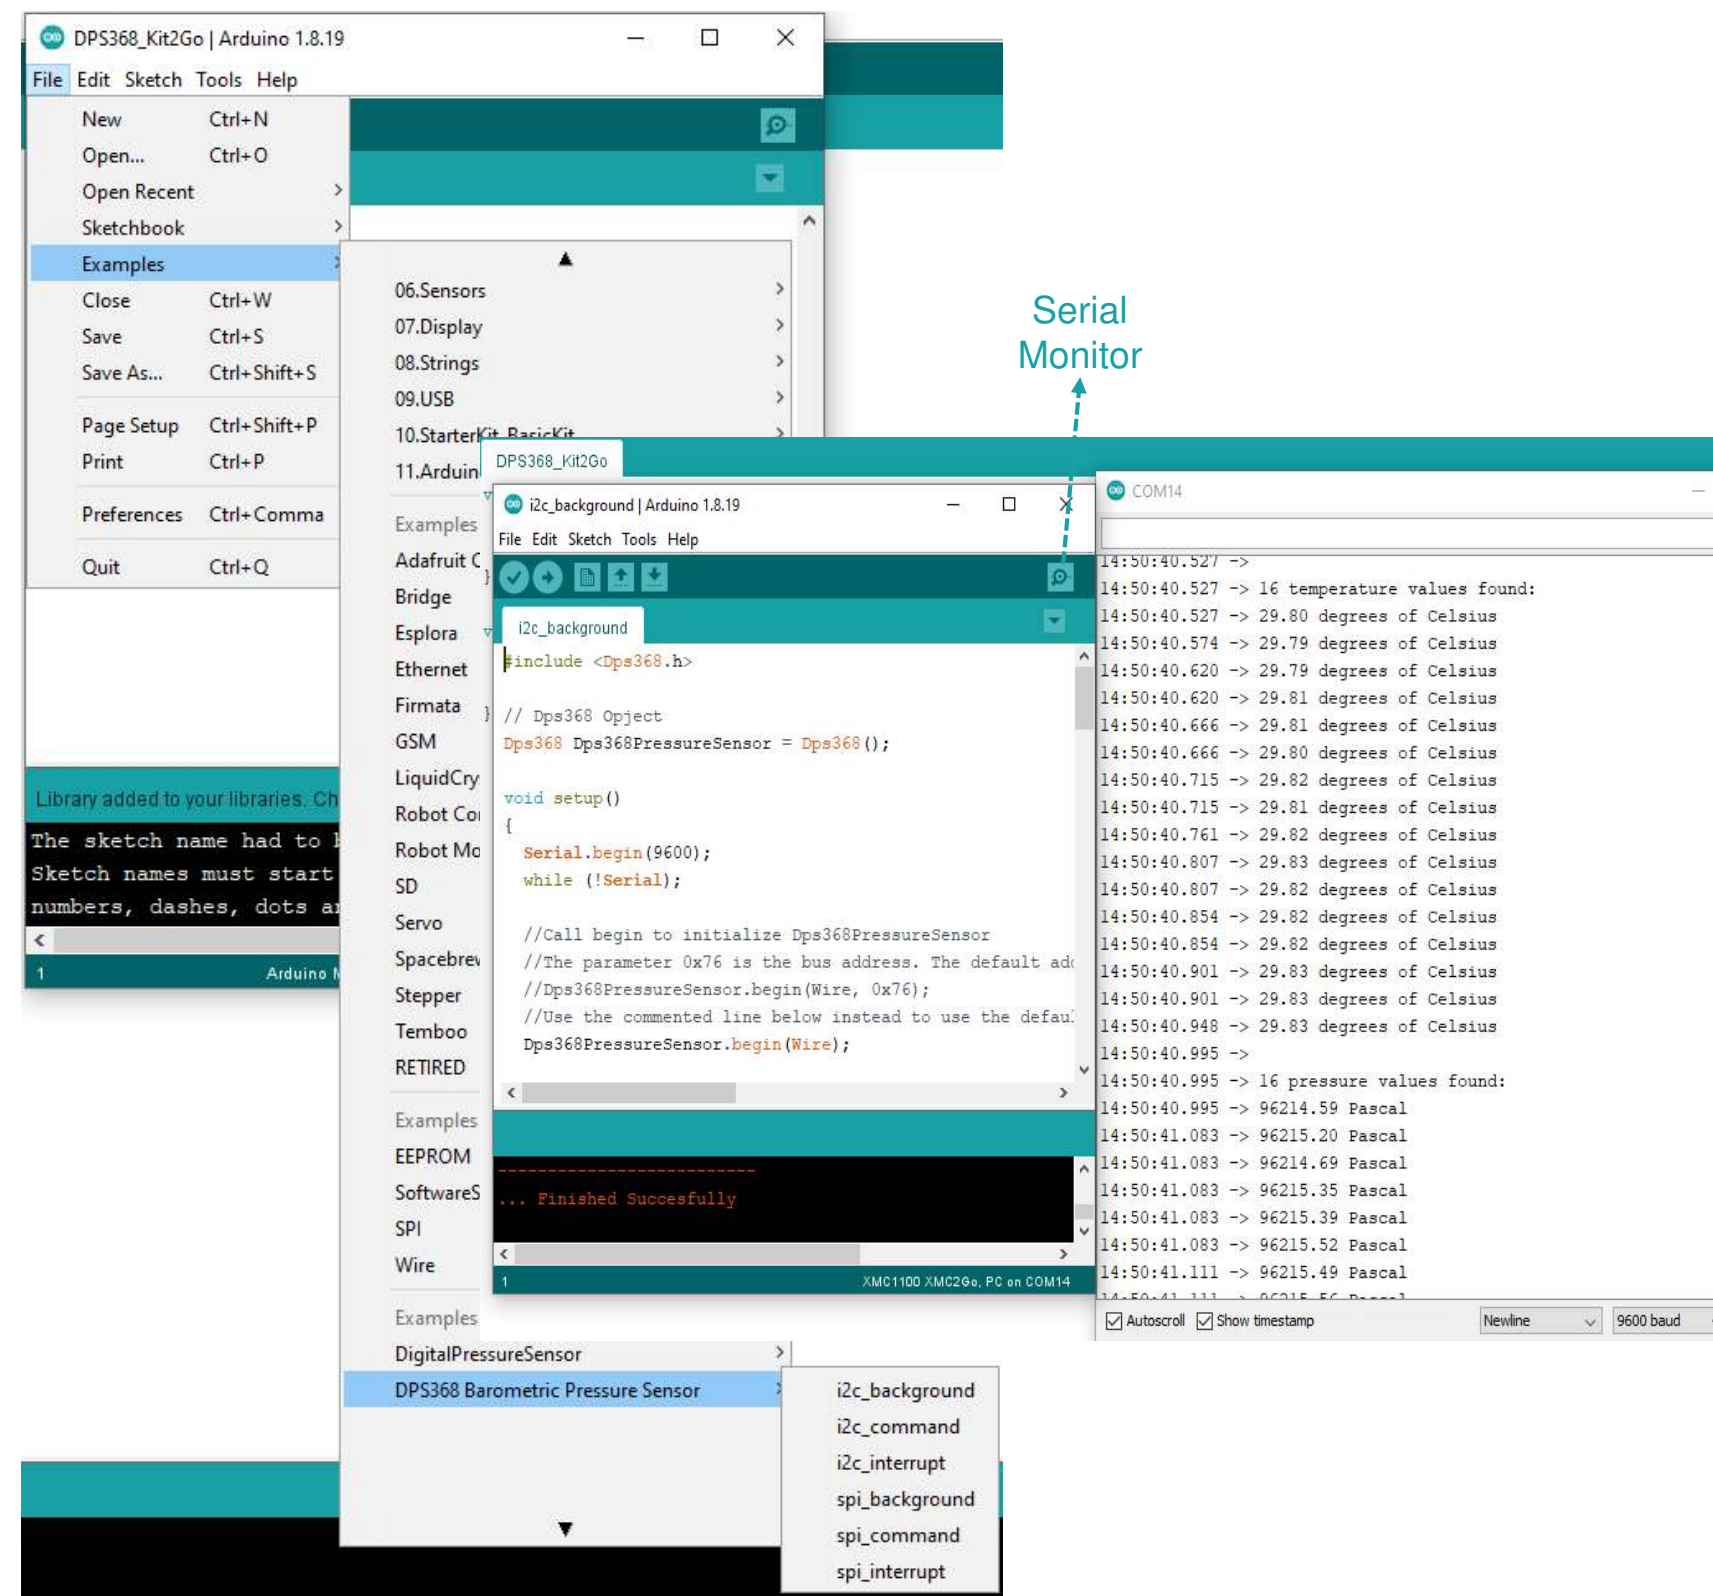 DPS368_Kit2Go | Arduino 1.8.19
File Edit Sketch Tools Help
New Ctrl+N
Open... Ctrl+O
Open Recent
Sketchbook
Examples
Close Ctrl+W
Save Ctrl+S
Save As... Ctrl+Shift+S
Page Setup Ctrl+Shift+P
Print Ctrl+P
Preferences Ctrl+Comma
Quit Ctrl+Q
06.Sensors
07.Display
08.Strings
09.USB
10.StarterKit_BasicKit
11.Arduin
Examples
Adafruit C
Bridge
Esplora
Ethernet
Firmata
GSM
LiquidCry
Robot Co
Robot Mo
SD
Servo
Spacebrew
Stepper
Temboo
RETIRED
Examples
EEPROM
SoftwareS
SPI
Wire
Examples
DigitalPressureSensor
DPS368 Barometric Pressure Sensor
i2c_background
i2c_command
i2c_interrupt
spi_background
spi_command
spi_interrupt
Library added to your libraries. Ch
The sketch name had to
Sketch names must start
numbers, dashes, dots a
1 Arduino
Serial
Monitor
DPS368_Kit2Go
i2c_background | Arduino 1.8.19
File Edit Sketch Tools Help
i2c_background
#include <Dps368.h>
// Dps368 Opject
Dps368 Dps368PressureSensor = Dps368();
void setup()
{
Serial.begin(9600);
while (!Serial);
//Call begin to initialize Dps368PressureSensor
//The parameter 0x76 is the bus address. The default add
//Dps368PressureSensor.begin(Wire, 0x76);
//Use the commented line below instead to use the defau
Dps368PressureSensor.begin(Wire);
---------------------------
... Finished Succesfully
1 XMC1100 XMC2Go, PC on COM14
COM14
14:50:40.527 ->
14:50:40.527 -> 16 temperature values found:
14:50:40.527 -> 29.80 degrees of Celsius
14:50:40.574 -> 29.79 degrees of Celsius
14:50:40.620 -> 29.79 degrees of Celsius
14:50:40.620 -> 29.81 degrees of Celsius
14:50:40.666 -> 29.81 degrees of Celsius
14:50:40.666 -> 29.80 degrees of Celsius
14:50:40.715 -> 29.82 degrees of Celsius
14:50:40.715 -> 29.81 degrees of Celsius
14:50:40.761 -> 29.82 degrees of Celsius
14:50:40.807 -> 29.83 degrees of Celsius
14:50:40.807 -> 29.82 degrees of Celsius
14:50:40.854 -> 29.82 degrees of Celsius
14:50:40.854 -> 29.82 degrees of Celsius
14:50:40.901 -> 29.83 degrees of Celsius
14:50:40.901 -> 29.83 degrees of Celsius
14:50:40.948 -> 29.83 degrees of Celsius
14:50:40.995 ->
14:50:40.995 -> 16 pressure values found:
14:50:40.995 -> 96214.59 Pascal
14:50:41.083 -> 96215.20 Pascal
14:50:41.083 -> 96214.69 Pascal
14:50:41.083 -> 96215.35 Pascal
14:50:41.083 -> 96215.39 Pascal
14:50:41.083 -> 96215.52 Pascal
14:50:41.111 -> 96215.49 Pascal
14:50:41.111 -> 96215.56 Pascal
Autoscroll Show timestamp Newline 9600 baud